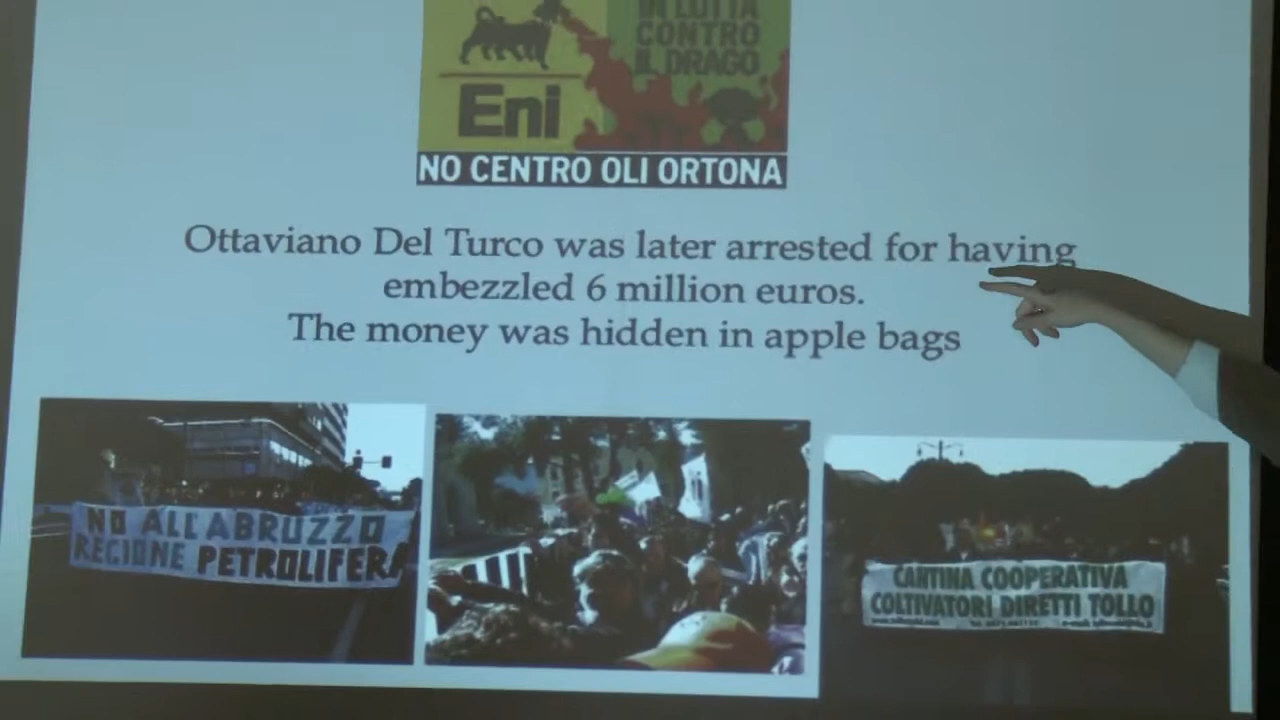 IN LOTTA
CONTRO
IL DRAGO
Eni
NO CENTRO OLI ORTONA
Ottaviano Del Turco was later arrested for having
embezzled 6 million euros.
The money was hidden in apple bags
NO ALL'ABRUZZO
REGIONE PETROLIFERA
CANTINA COOPERATIVA
COLTIVATORI DIRETTI TOLLO